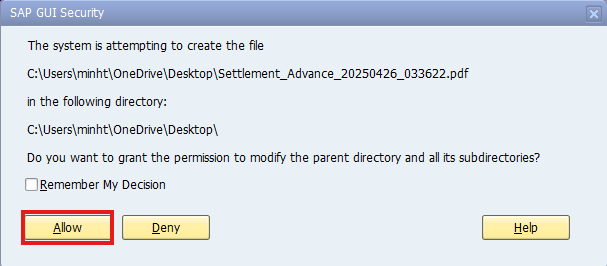 SAP GUI Security
The system is attempting to create the file
C:\Users\minht\OneDrive\Desktop\Settlement_Advance_20250426_033622.pdf
in the following directory:
C:\Users\minht\OneDrive\Desktop\
Do you want to grant the permission to modify the parent directory and all its subdirectories?
Remember My Decision
Allow Deny Help